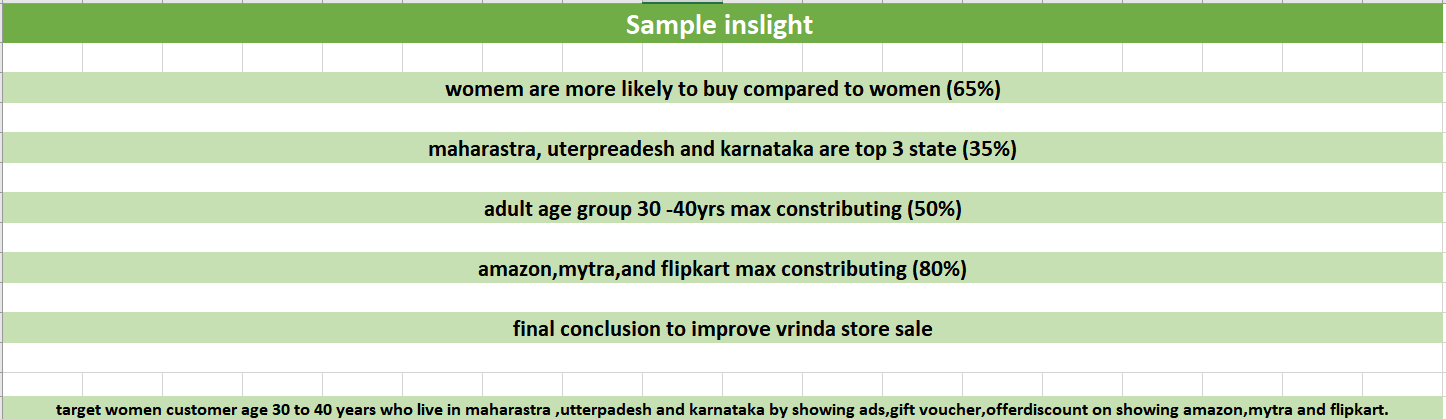 Sample inslight
womem are more likely to buy compared to women (65%)
maharastra, uterpreadesh and karnataka are top 3 state (35%)
adult age group 30 -40yrs max constributing (50%)
amazon,mytra,and flipkart max constributing (80%)
final conclusion to improve vrinda store sale
target women customer age 30 to 40 years who live in maharastra ,utterpadesh and karnataka by showing ads,gift voucher,offerdiscount on showing amazon,mytra and flipkart.